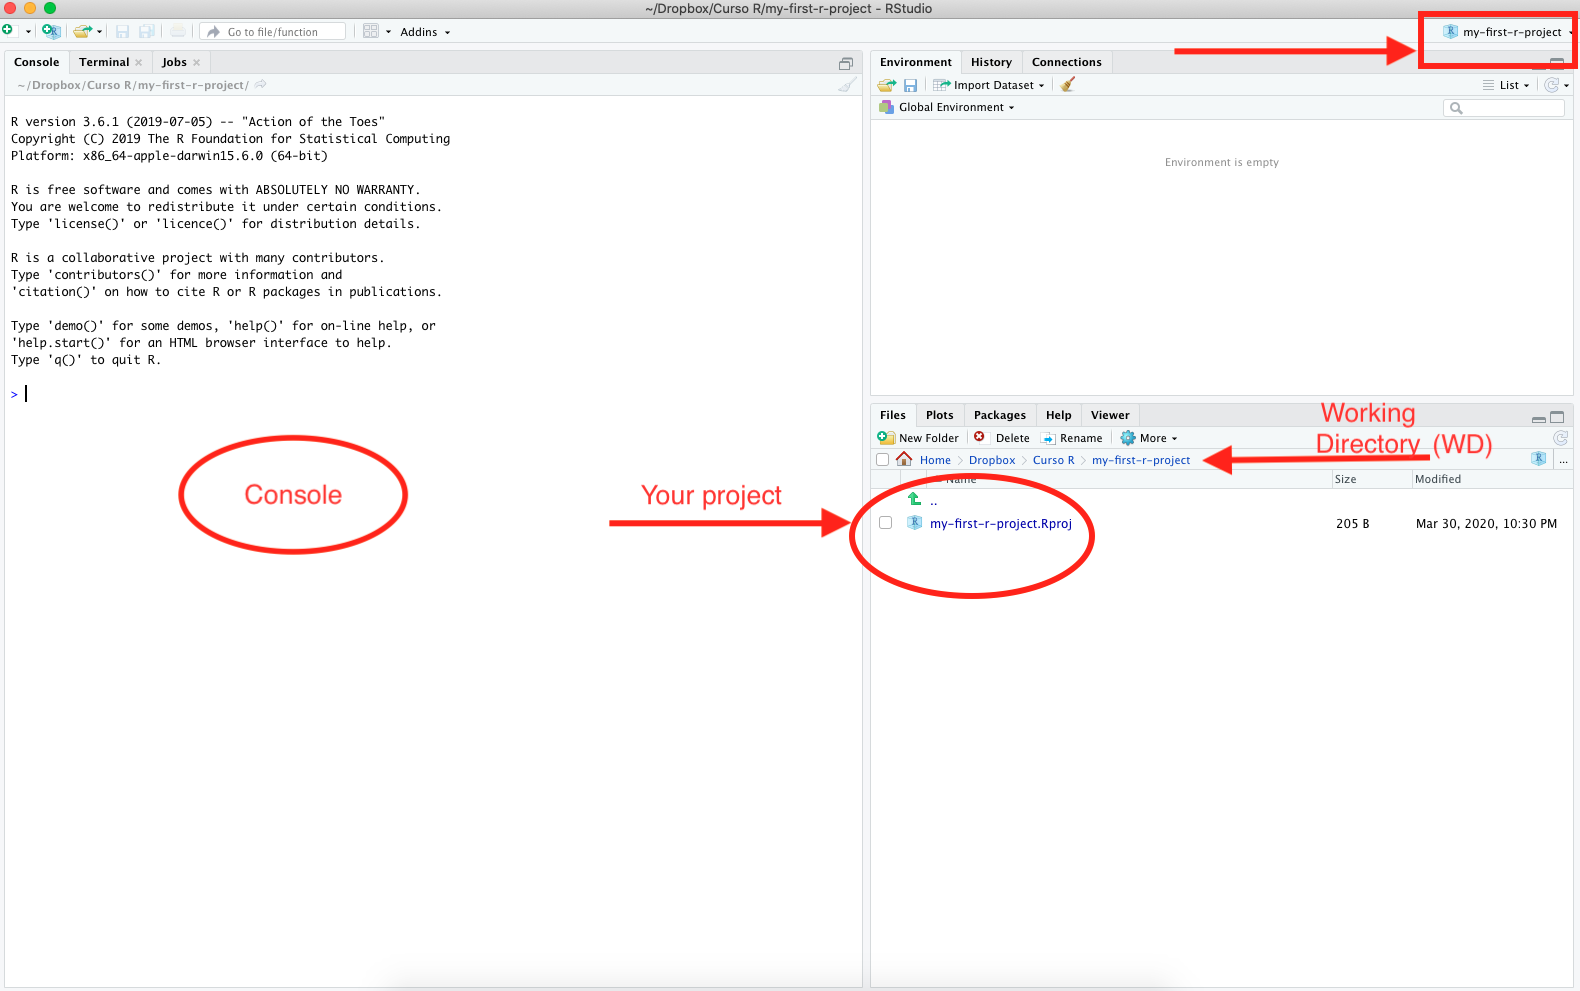 ~/Dropbox/Curso R/my-first-r-project - RStudio
Go to file/function
Addins
my-first-r-project
Console Terminal Jobs
~/Dropbox/Curso R/my-first-r-project/
R version 3.6.1 (2019-07-05) -- "Action of the Toes"
Copyright (C) 2019 The R Foundation for Statistical Computing
Platform: x86_64-apple-darwin15.6.0 (64-bit)
R is free software and comes with ABSOLUTELY NO WARRANTY.
You are welcome to redistribute it under certain conditions.
Type 'license()' or 'licence()' for distribution details.
R is a collaborative project with many contributors.
Type 'contributors()' for more information and
'citation()' on how to cite R or R packages in publications.
Type 'demo()' for some demos, 'help()' for on-line help, or
'help.start()' for an HTML browser interface to help.
Type 'q()' to quit R.
>
Console
Your project
Environment History Connections
Import Dataset
List
Global Environment
Environment is empty
Files Plots Packages Help Viewer
Working
Directory (WD)
New Folder Delete Rename More
Home Dropbox Curso R my-first-r-project
...
Name Size Modified
..
my-first-r-project.Rproj 205 B Mar 30, 2020, 10:30 PM